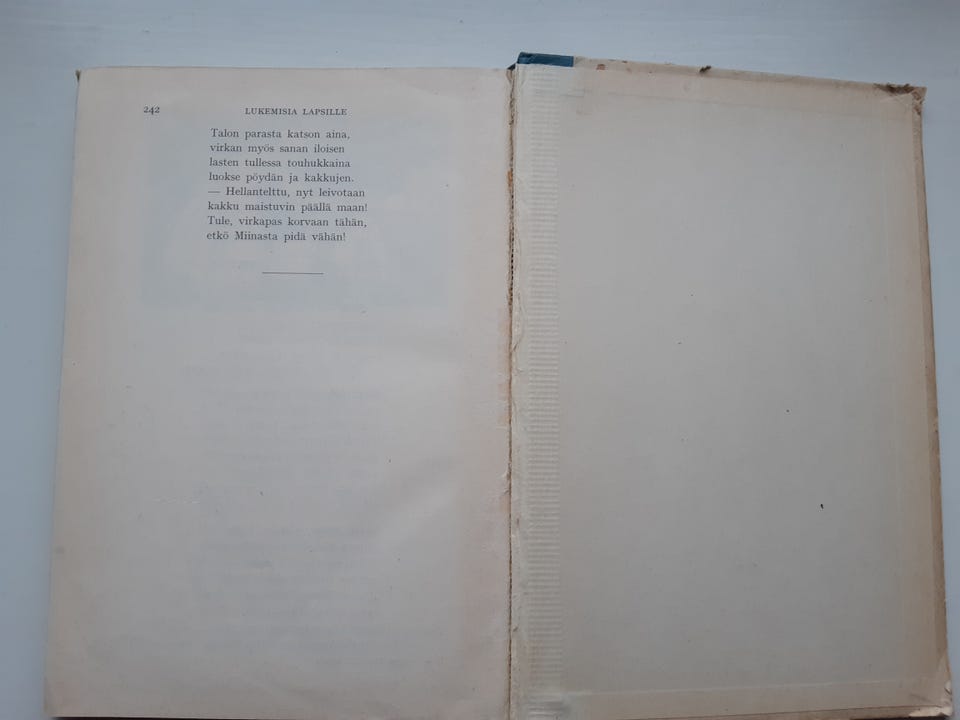 242 LUKEMISIA LAPSILLE
Talon parasta katson aina,
virkan myös sanan iloisen
lasten tullessa touhukkaina
luokse pöydän ja kakkujen.
— Hellantelttu, nyt leivotaan
kakku maistuvin päällä maan!
Tule, virkapas korvaan tähän,
etkö Miinasta pidä vähän!